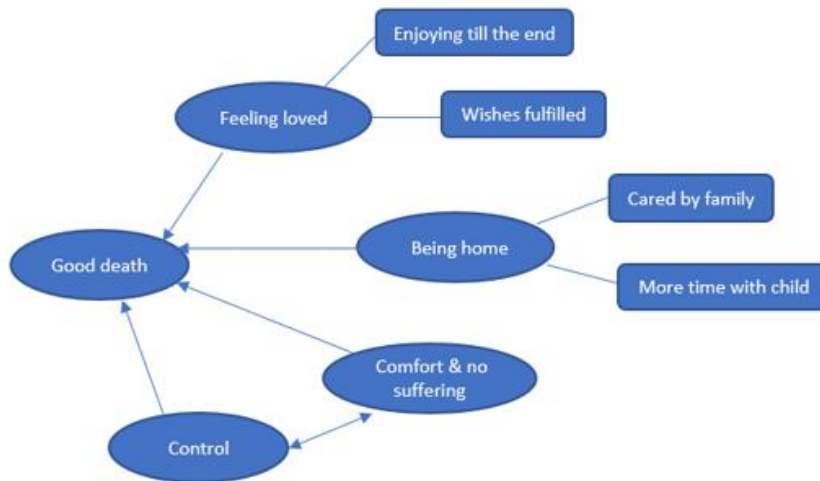 Enjoying till the end
Feeling loved
Wishes fulfilled
Cared by family
Being home
Good death
More time with child
Comfort & no
suffering
Control